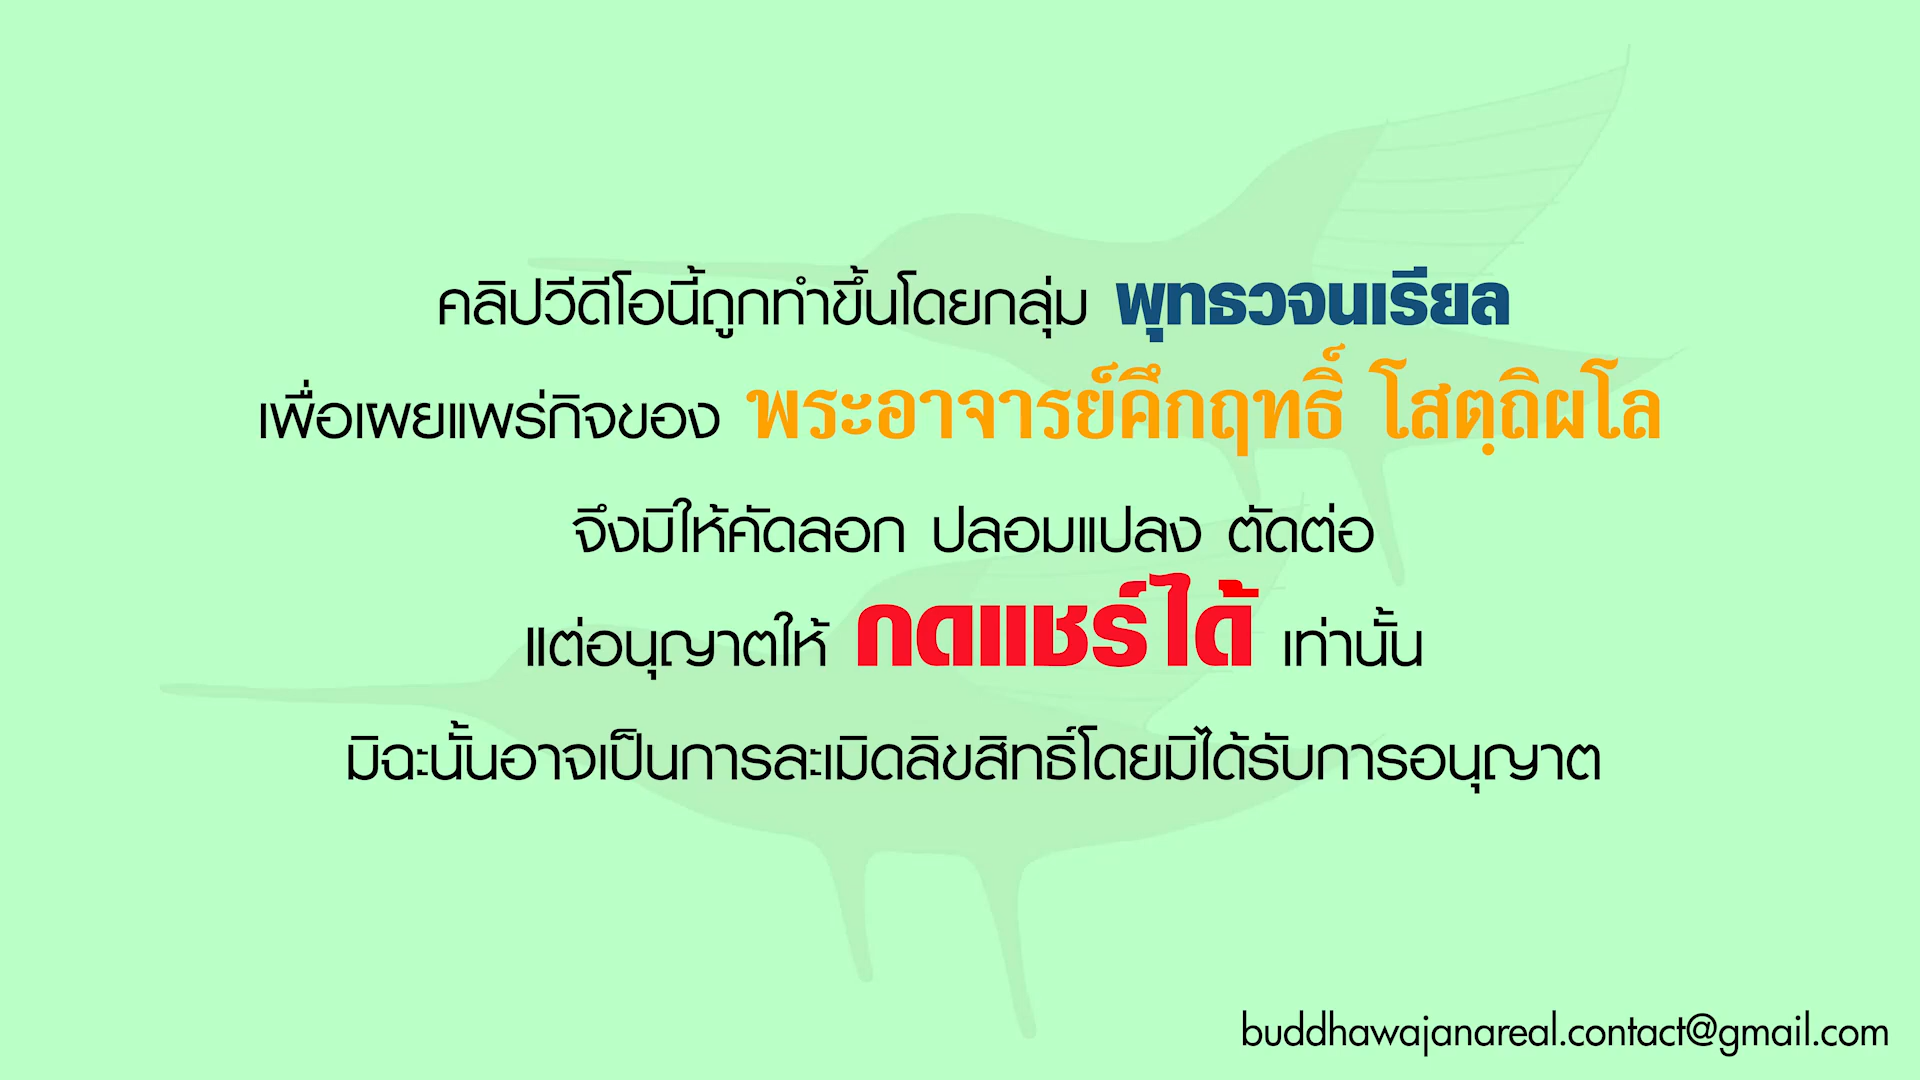 คลิปวีดีโอนี้ถูกทำขึ้นโดยกลุ่ม พุทธวจนเรียล
เพื่อเผยแพร่กิจของ พระอาจารย์คึกฤทธิ์ โสตฺถิผโล
จึงมิให้คัดลอก ปลอมแปลง ตัดต่อ
แต่อนุญาตให้ กดแชร์ได้ เท่านั้น
มิฉะนั้นอาจเป็นการละเมิดลิขสิทธิ์โดยมิได้รับการอนุญาต
buddhawajanareal.contact@gmail.com